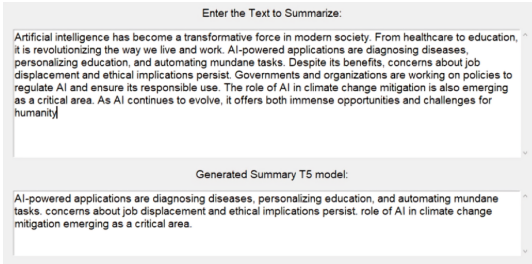 Enter the Text to Summarize:
Artificial intelligence has become a transformative force in modern society. From healthcare to education,
it is revolutionizing the way we live and work. AI-powered applications are diagnosing diseases,
personalizing education, and automating mundane tasks. Despite its benefits, concerns about job
displacement and ethical implications persist. Governments and organizations are working on policies to
regulate AI and ensure its responsible use. The role of AI in climate change mitigation is also emerging
as a critical area. As AI continues to evolve, it offers both immense opportunities and challenges for
humanity
Generated Summary T5 model:
AI-powered applications are diagnosing diseases, personalizing education, and automating mundane
tasks. concerns about job displacement and ethical implications persist. role of AI in climate change
mitigation emerging as a critical area.